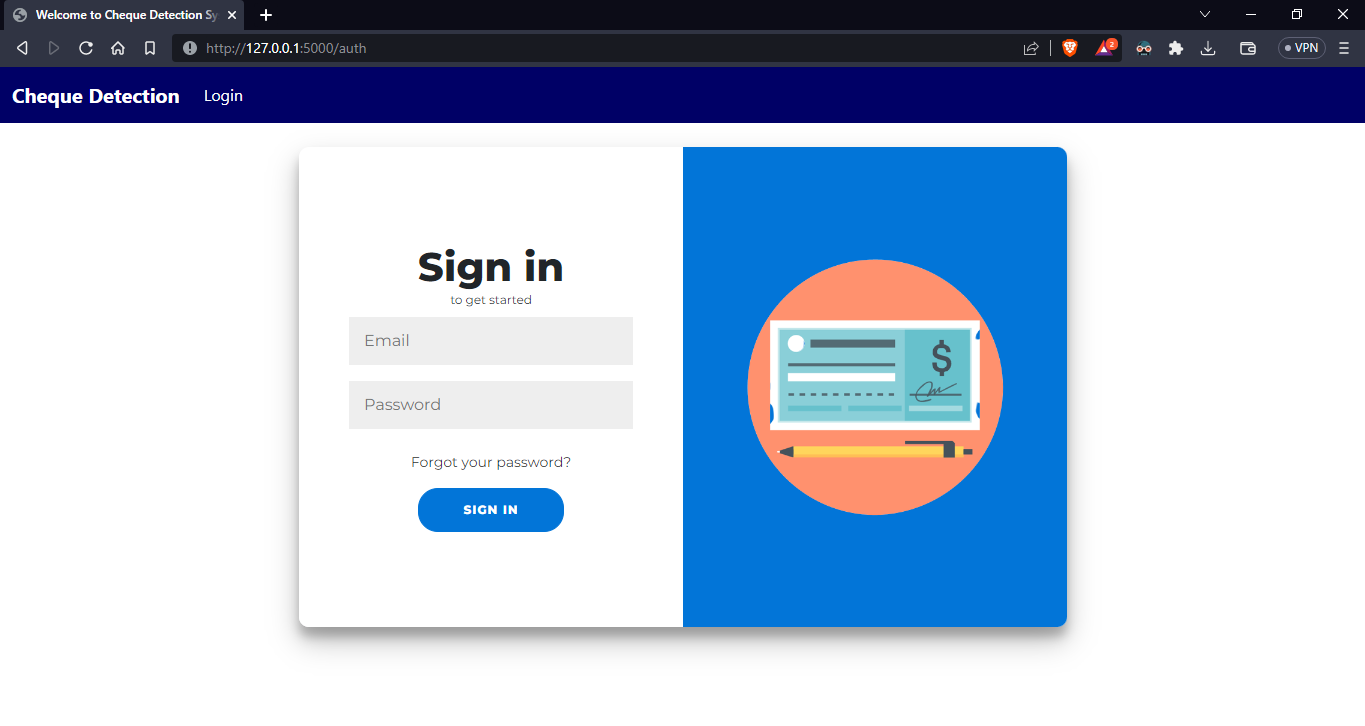 Welcome to Cheque Detection Sy
http://127.0.0.1:5000/auth
2
VPN
Cheque Detection
Login
Sign in
to get started
Email
Password
Forgot your password?
SIGN IN
$